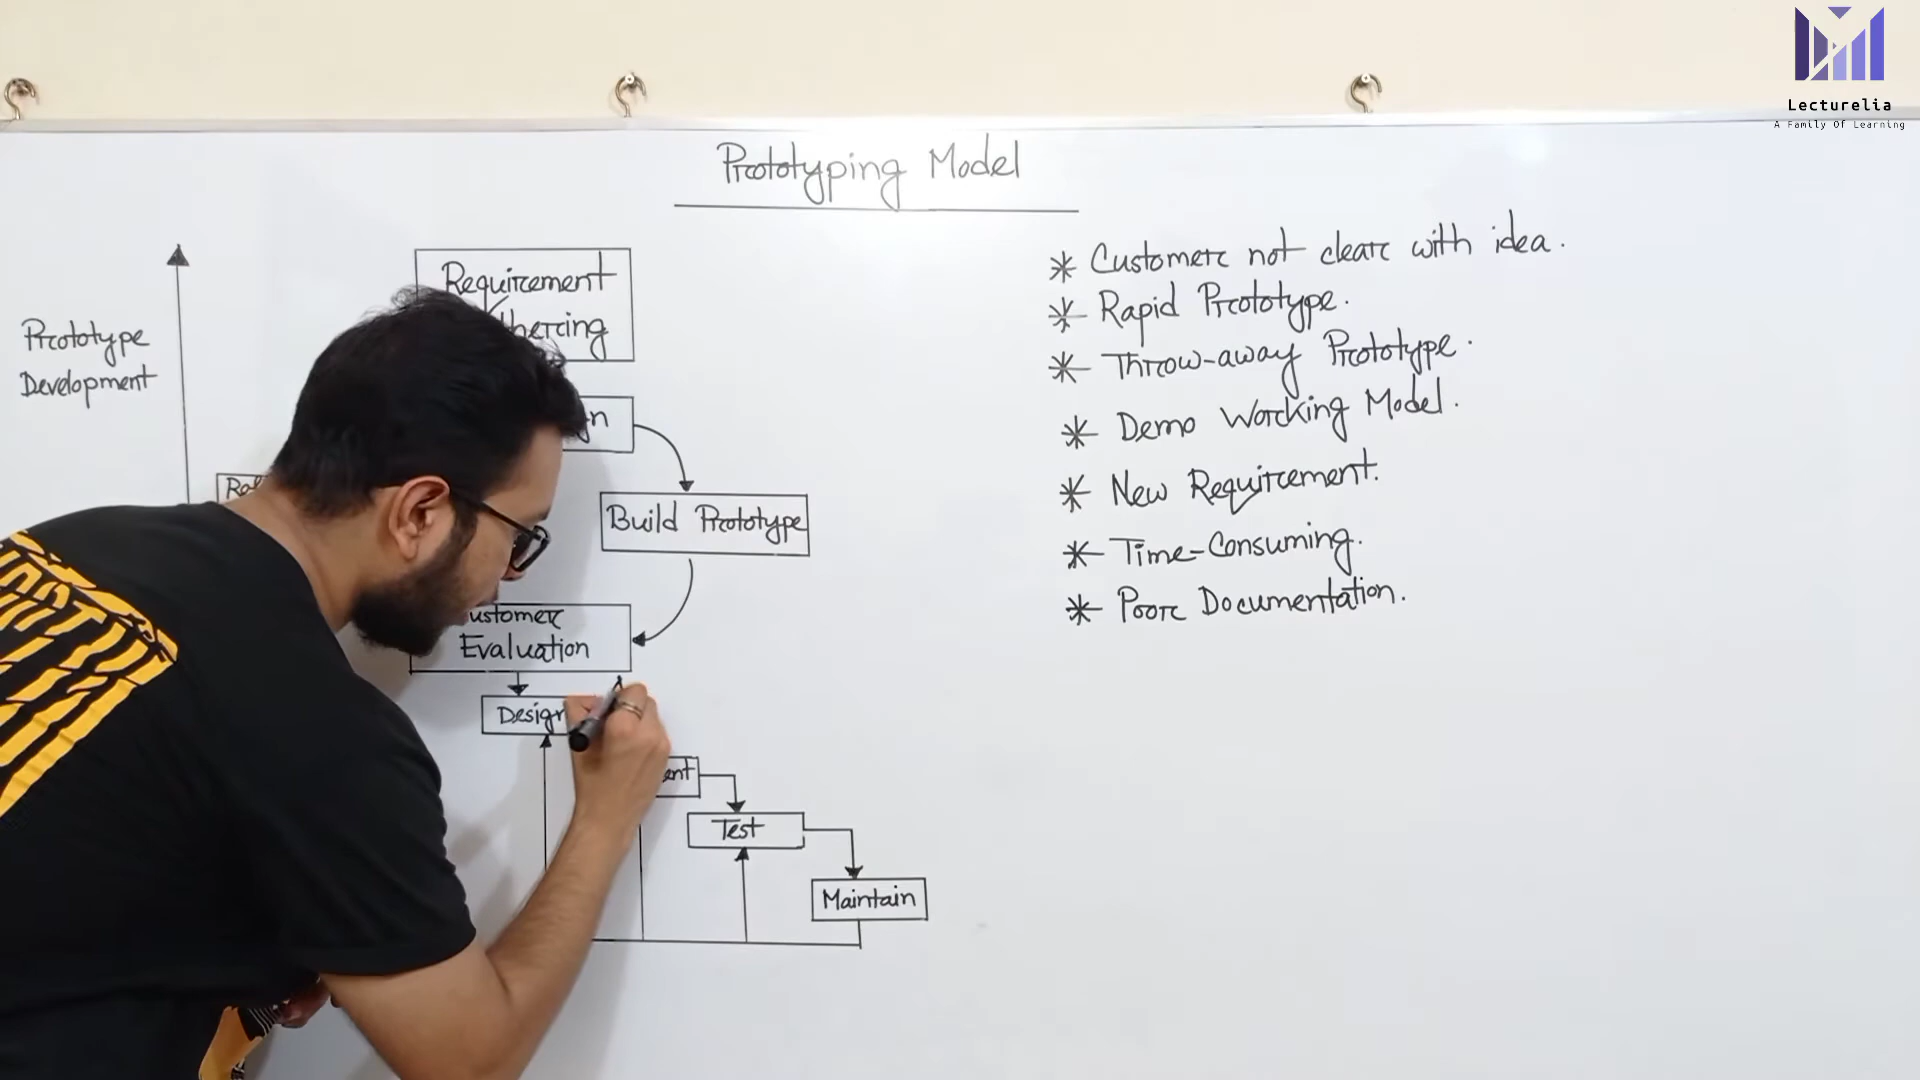 Lecturelia
A Family Of Learning
Prototyping Model
Requirement
Prototype
Development
Build Prototype
Evaluation
Design
Test
Maintain
* Customer not clear with idea.
* Rapid Prototype.
* Throw-away Prototype.
* Demo Working Model.
* New Requirement.
* Time-Consuming.
* Poor Documentation.